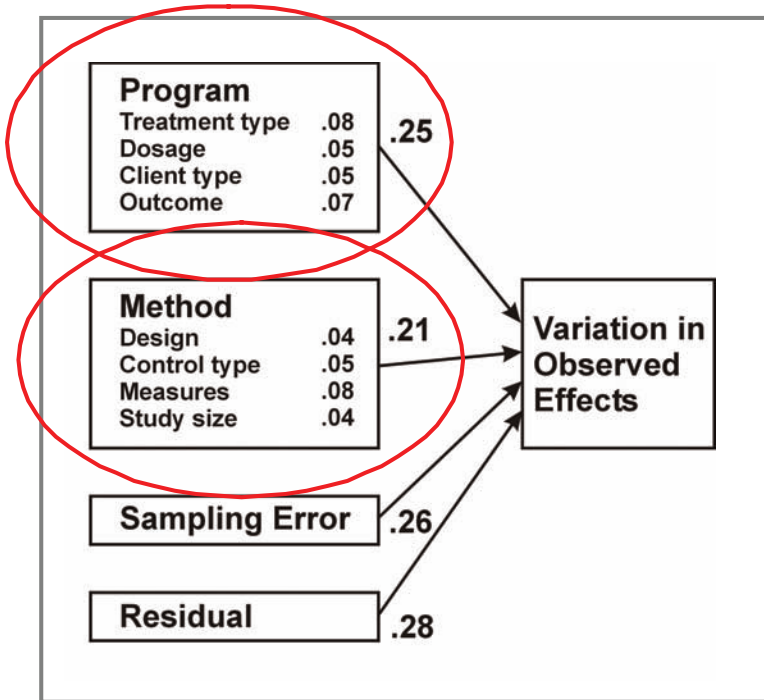 Program
Treatment type .08
Dosage .05
Client type .05
Outcome .07
.25
Method
Design .04
Control type .05
Measures .08
Study size .04
.21
Sampling Error
.26
Residual
.28
Variation in
Observed
Effects